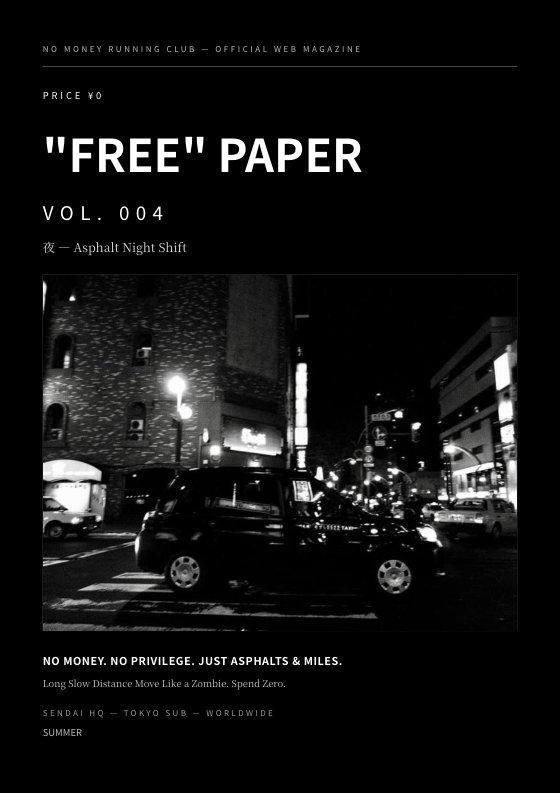 NO MONEY RUNNING CLUB — OFFICIAL WEB MAGAZINE
PRICE ¥0
"FREE" PAPER
VOL. 004
夜 — Asphalt Night Shift
NO MONEY. NO PRIVILEGE. JUST ASPHALTS & MILES.
Long Slow Distance Move Like a Zombie. Spend Zero.
SENDAI HQ — TOKYO SUB — WORLDWIDE
SUMMER